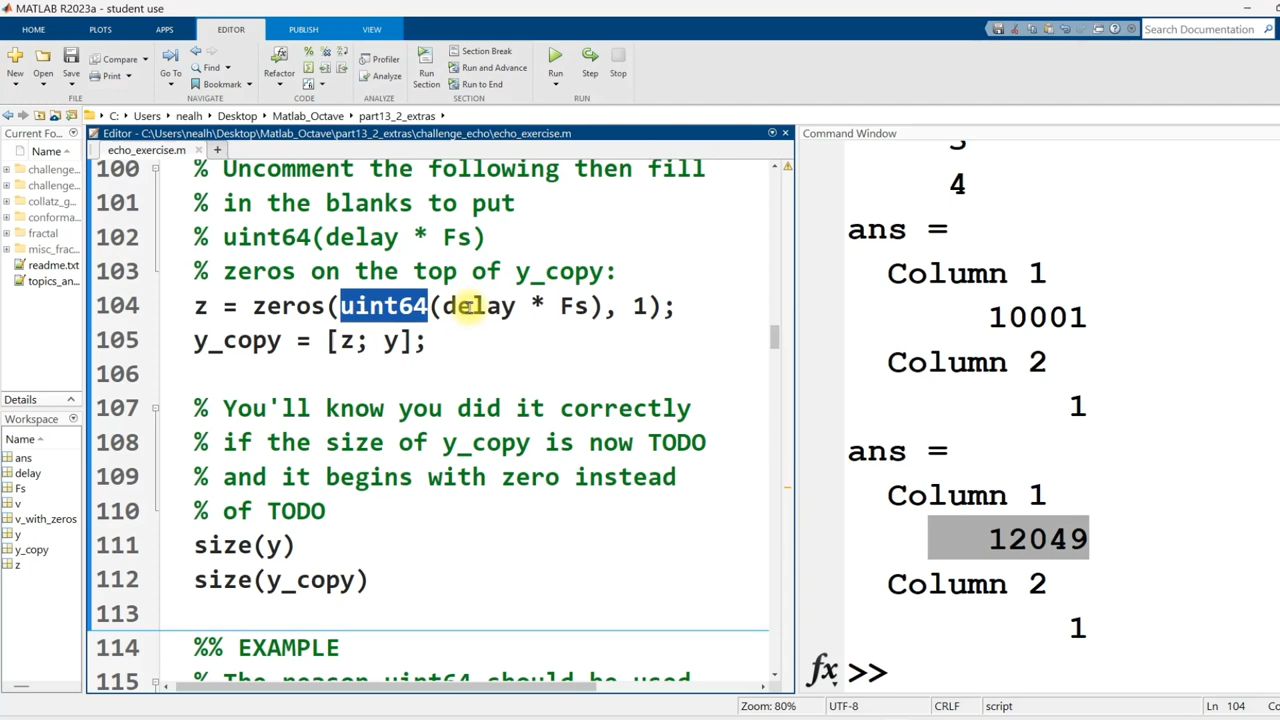 MATLAB R2023a - student use
HOME PLOTS APPS EDITOR PUBLISH VIEW
Search Documentation
New Open Save Compare Print
Go To Find Bookmark
Refactor
Profiler Analyze
Run Section
Section Break
Run and Advance
Run to End
Run Step Stop
FILE NAVIGATE CODE ANALYZE SECTION RUN
C: Users nealh Desktop Matlab_Octave part13_2_extras
Current Fo...
Name
challenge...
challenge...
collatz_g...
conforma...
fractal
misc_frac...
readme.txt
topics_an...
Details
Workspace
Name
ans
delay
Fs
v
v_with_zeros
y
y_copy
z
Editor - C:\Users\nealh\Desktop\Matlab_Octave\part13_2_extras\challenge_echo\echo_exercise.m
echo_exercise.m
100 % Uncomment the following then fill
101 % in the blanks to put
102 % uint64(delay * Fs)
103 % zeros on the top of y_copy:
104 z = zeros(uint64(delay * Fs), 1);
105 y_copy = [z; y];
106
107 % You'll know you did it correctly
108 % if the size of y_copy is now TODO
109 % and it begins with zero instead
110 % of TODO
111 size(y)
112 size(y_copy)
113
114 %% EXAMPLE
115 % The reason uint64 should be used
Command Window
4
ans =
Column 1
10001
Column 2
1
ans =
Column 1
12049
Column 2
1
fx >>
Zoom: 80% UTF-8 CRLF script Ln 104